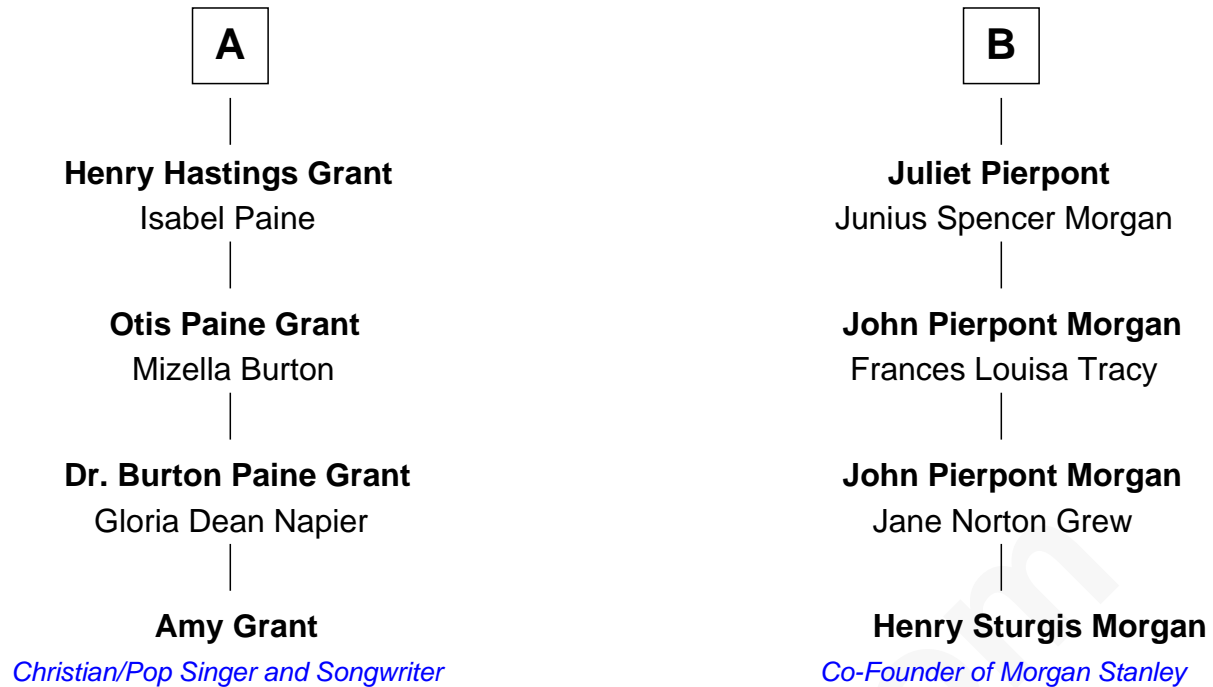 A
Henry Hastings Grant
Isabel Paine
Otis Paine Grant
Mizella Burton
Dr. Burton Paine Grant
Gloria Dean Napier
Amy Grant
Christian/Pop Singer and Songwriter
B
Juliet Pierpont
Junius Spencer Morgan
John Pierpont Morgan
Frances Louisa Tracy
John Pierpont Morgan
Jane Norton Grew
Henry Sturgis Morgan
Co-Founder of Morgan Stanley